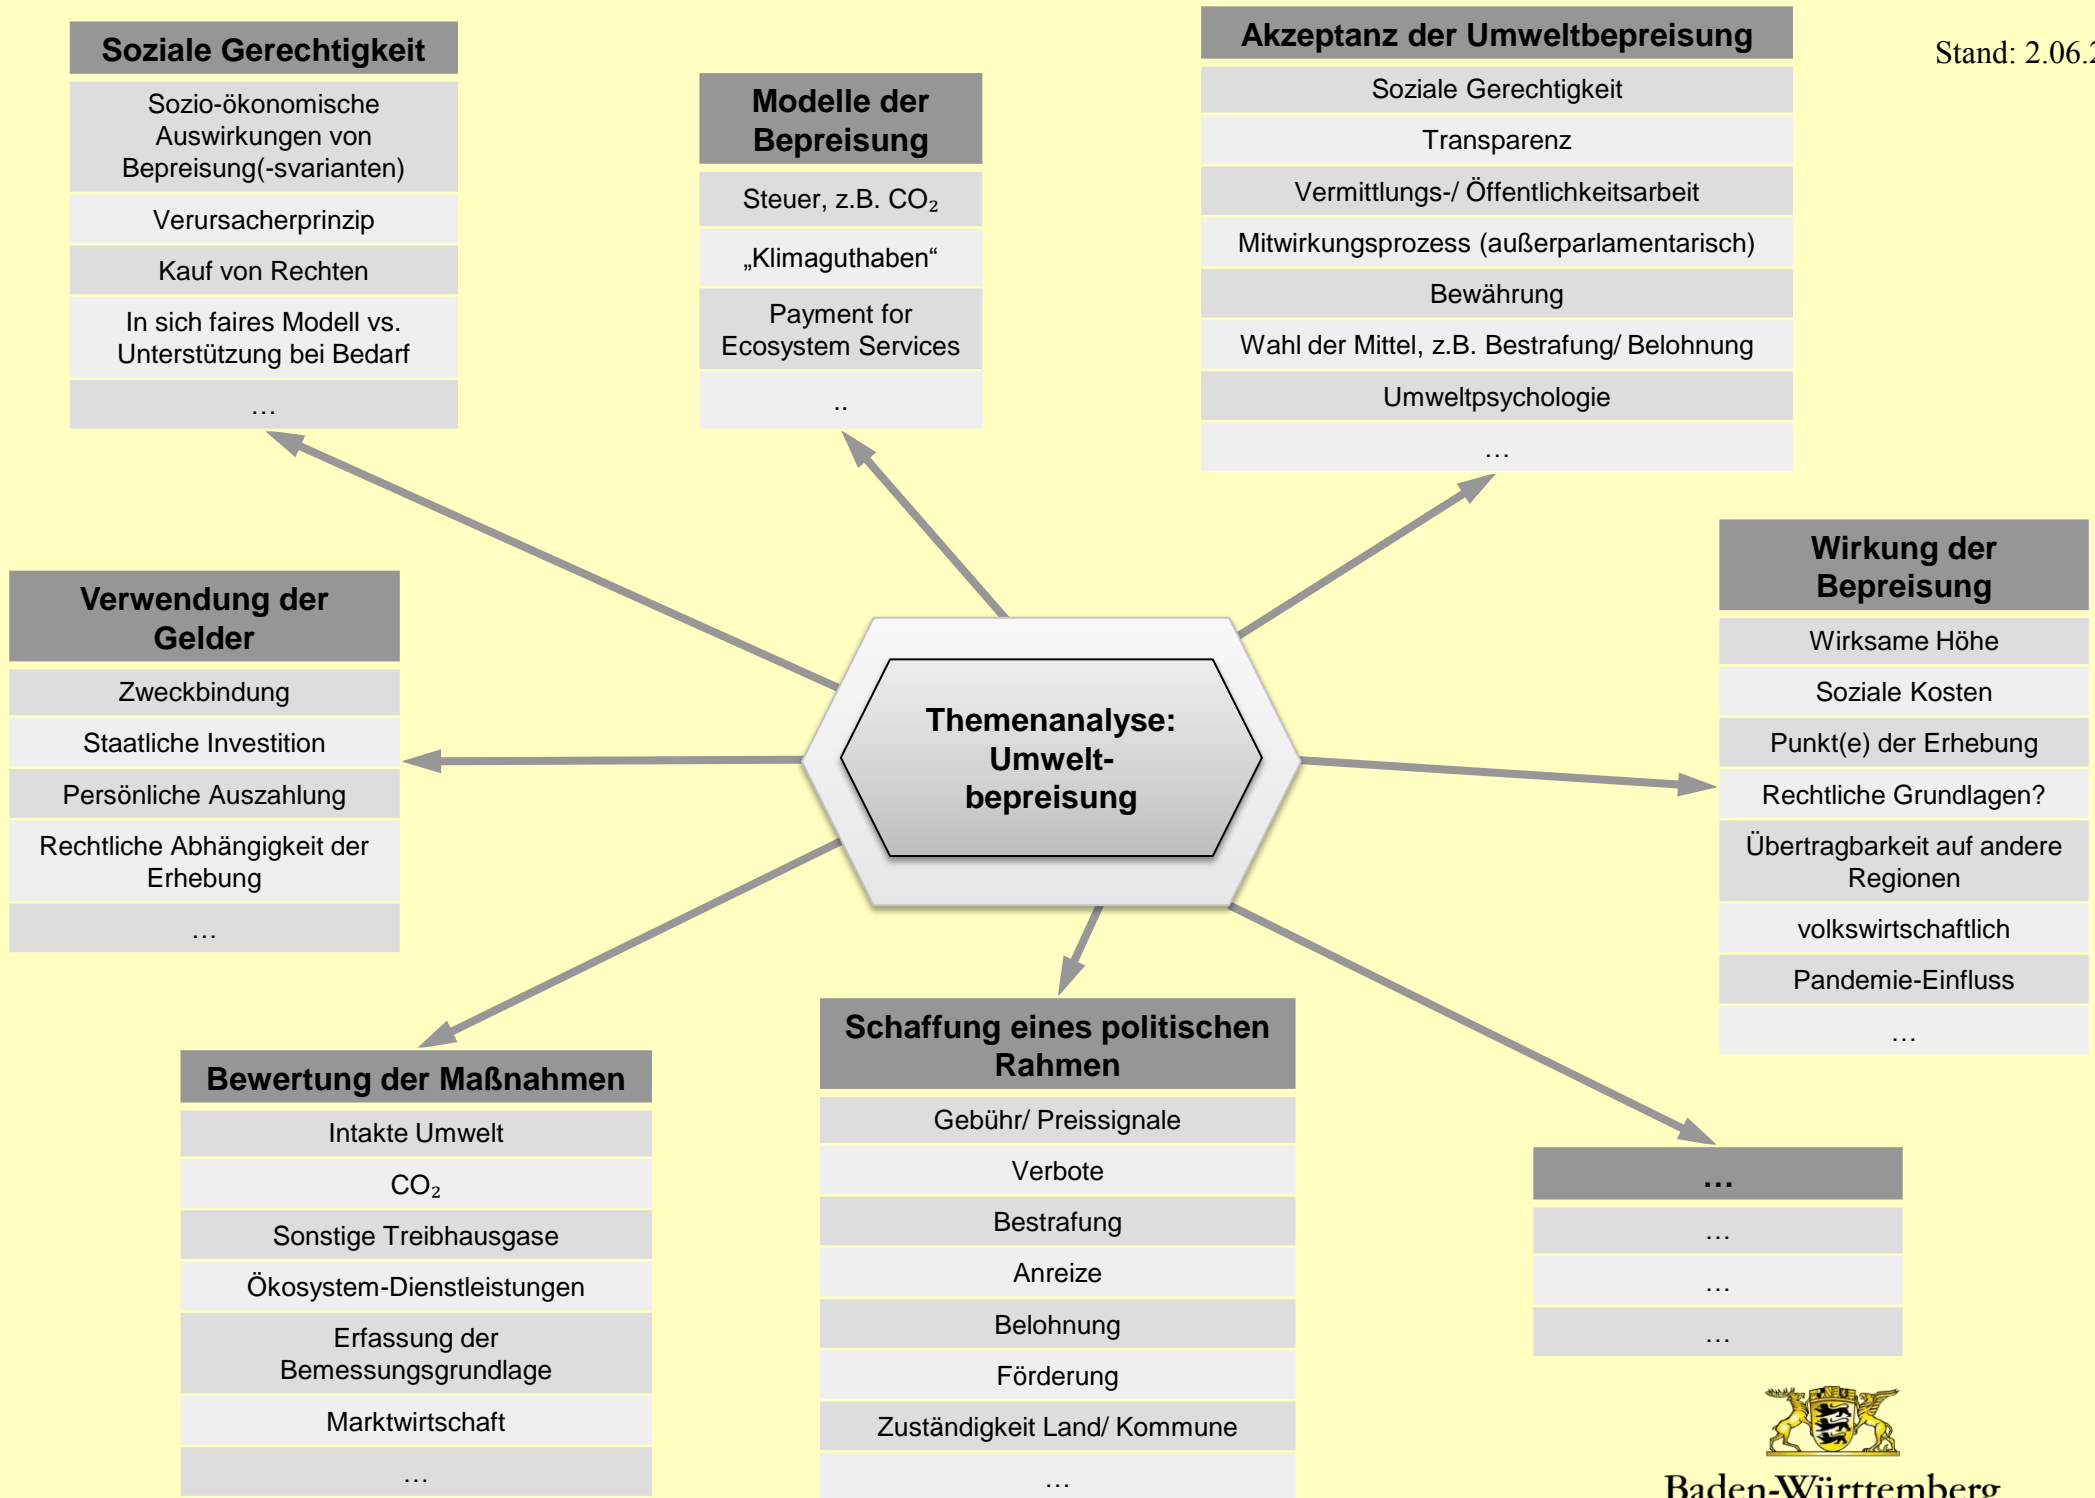 Soziale Gerechtigkeit
Sozio-ökonomische
Auswirkungen von
Bepreisung(-svarianten)
Verursacherprinzip
Kauf von Rechten
In sich faires Modell vs.
Unterstützung bei Bedarf
…
Modelle der
Bepreisung
Steuer, z.B. CO₂
„Klimaguthaben“
Payment for
Ecosystem Services
..
Akzeptanz der Umweltbepreisung
Soziale Gerechtigkeit
Transparenz
Vermittlungs-/ Öffentlichkeitsarbeit
Mitwirkungsprozess (außerparlamentarisch)
Bewährung
Wahl der Mittel, z.B. Bestrafung/ Belohnung
Umweltpsychologie
…
Stand: 2.06.2
Verwendung der
Gelder
Zweckbindung
Staatliche Investition
Persönliche Auszahlung
Rechtliche Abhängigkeit der
Erhebung
…
Themenanalyse:
Umwelt-
bepreisung
Wirkung der
Bepreisung
Wirksame Höhe
Soziale Kosten
Punkt(e) der Erhebung
Rechtliche Grundlagen?
Übertragbarkeit auf andere
Regionen
volkswirtschaftlich
Pandemie-Einfluss
…
Bewertung der Maßnahmen
Intakte Umwelt
CO₂
Sonstige Treibhausgase
Ökosystem-Dienstleistungen
Erfassung der
Bemessungsgrundlage
Marktwirtschaft
…
Schaffung eines politischen
Rahmen
Gebühr/ Preissignale
Verbote
Bestrafung
Anreize
Belohnung
Förderung
Zuständigkeit Land/ Kommune
…
…
…
…
…
Baden-Württemberg